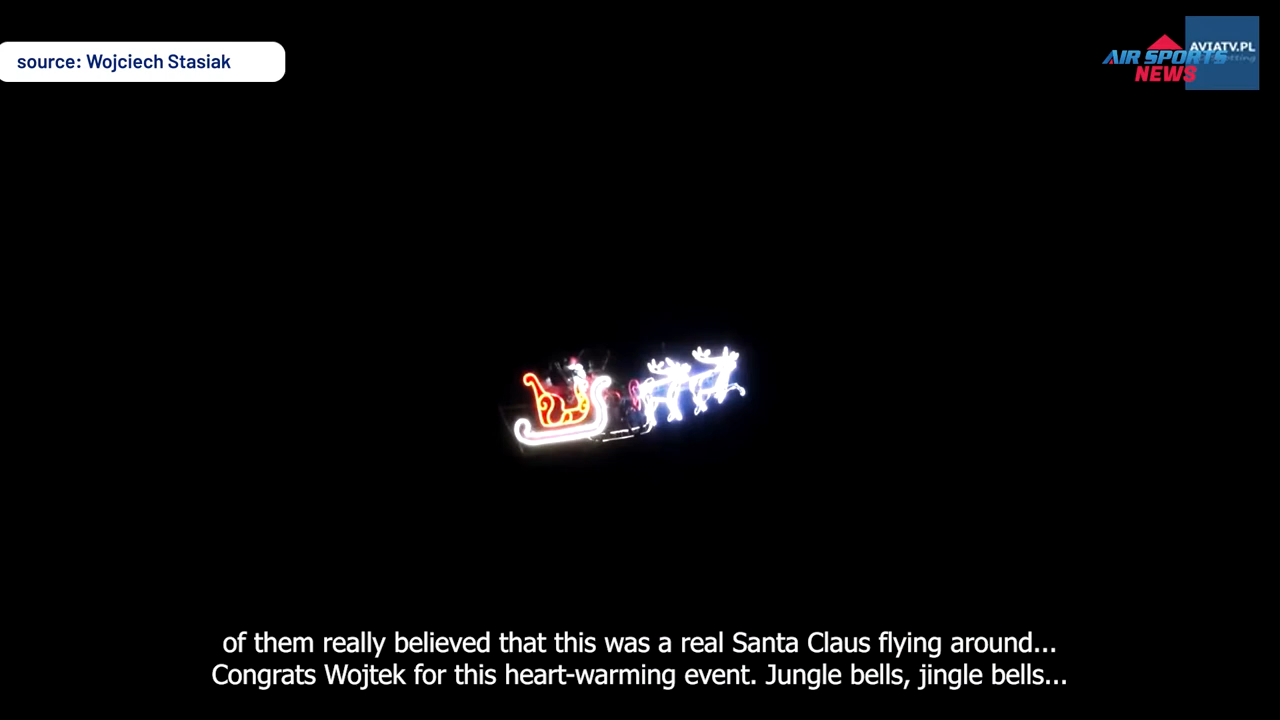 source: Wojciech Stasiak
AVIATV.PL
AIR SPORTS
NEWS
of them really believed that this was a real Santa Claus flying around...
Congrats Wojtek for this heart-warming event. Jungle bells, jingle bells...